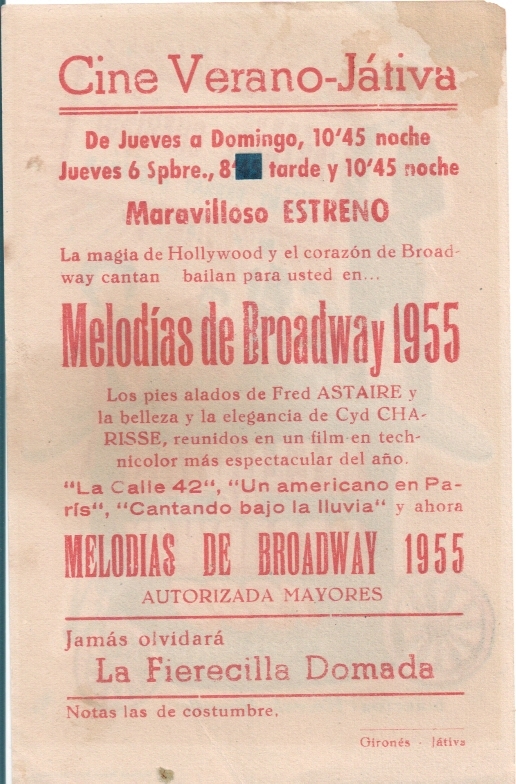 Cine Verano-Játiva
De Jueves a Domingo, 10'45 noche
Jueves 6 Spbre., 8' tarde y 10'45 noche
Maravilloso ESTRENO
La magia de Hollywood y el corazón de Broad-
way cantan bailan para usted en...
Melodías de Broadway 1955
Los pies alados de Fred ASTAIRE y
la belleza y la elegancia de Cyd CHA-
RISSE, reunidos en un film en tech-
nicolor más espectacular del año.
"La Calle 42", "Un americano en Pa-
rís", "Cantando bajo la lluvia" y ahora
MELODIAS DE BROADWAY 1955
AUTORIZADA MAYORES
Jamás olvidará
La Fierecilla Domada
Notas las de costumbre.
Gironés - Játiva